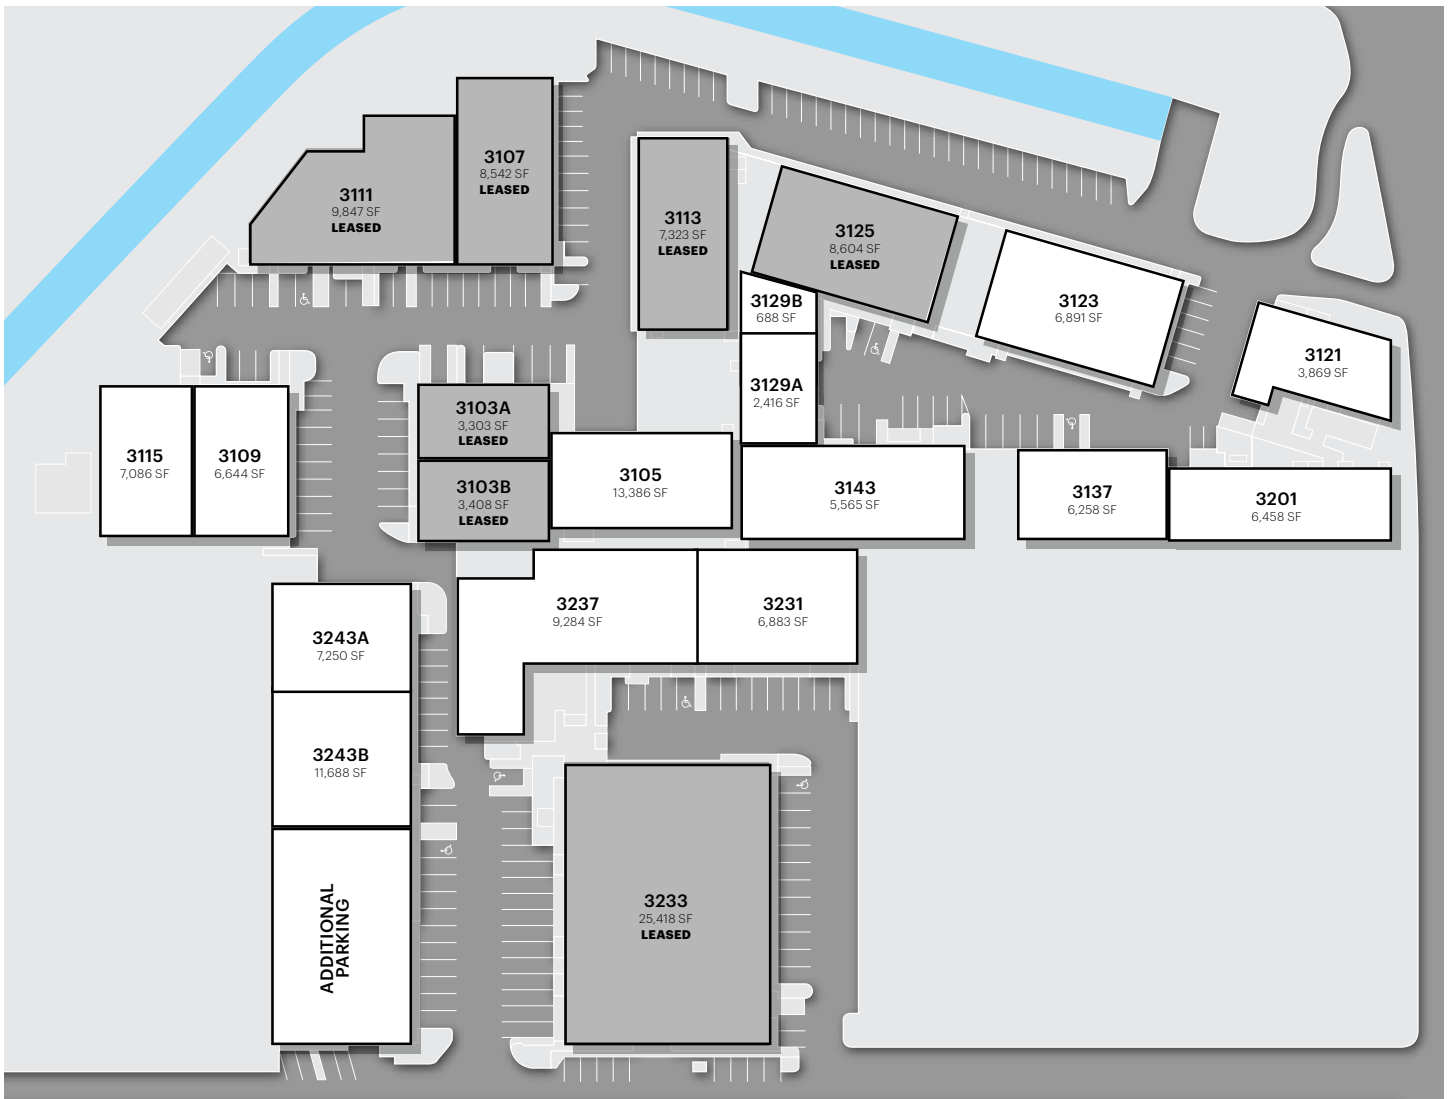 3107
8,542 SF
LEASED
3111
9,847 SF
LEASED
3113
7,323 SF
LEASED
3125
8,604 SF
LEASED
3129B
688 SF
3123
6,891 SF
3121
3,869 SF
3129A
2,416 SF
3103A
3,303 SF
LEASED
3115
7,086 SF
3109
6,644 SF
3103B
3,408 SF
LEASED
3105
13,386 SF
3143
5,565 SF
3137
6,258 SF
3201
6,458 SF
3237
9,284 SF
3231
6,883 SF
3243A
7,250 SF
3243B
11,688 SF
ADDITIONAL
PARKING
3233
25,418 SF
LEASED